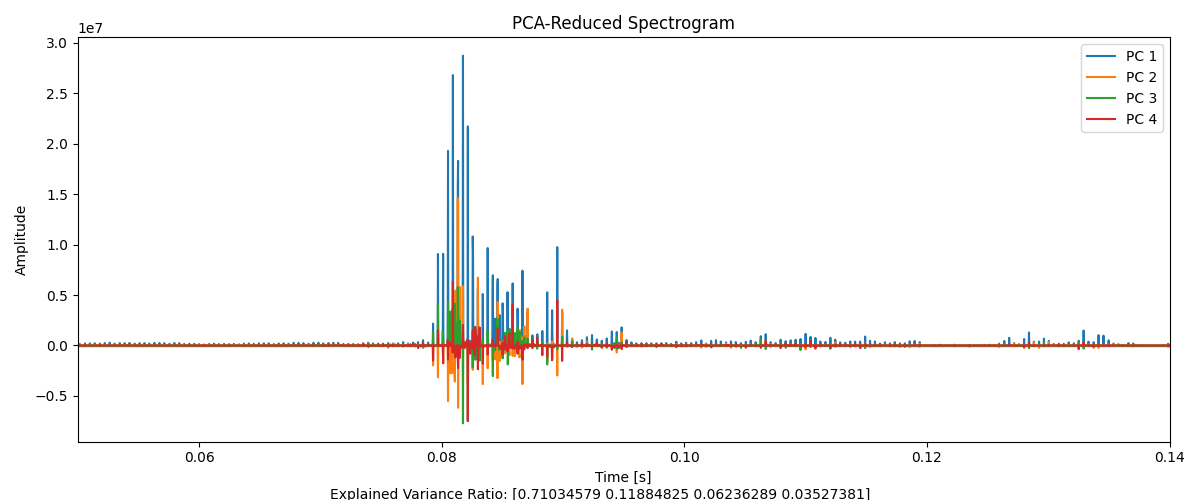 PCA-Reduced Spectrogram
1e7
3.0
2.5
2.0
1.5
1.0
0.5
0.0
−0.5
Amplitude
PC 1
PC 2
PC 3
PC 4
0.06
0.08
0.10
0.12
0.14
Time [s]
Explained Variance Ratio: [0.71034579 0.11884825 0.06236289 0.03527381]